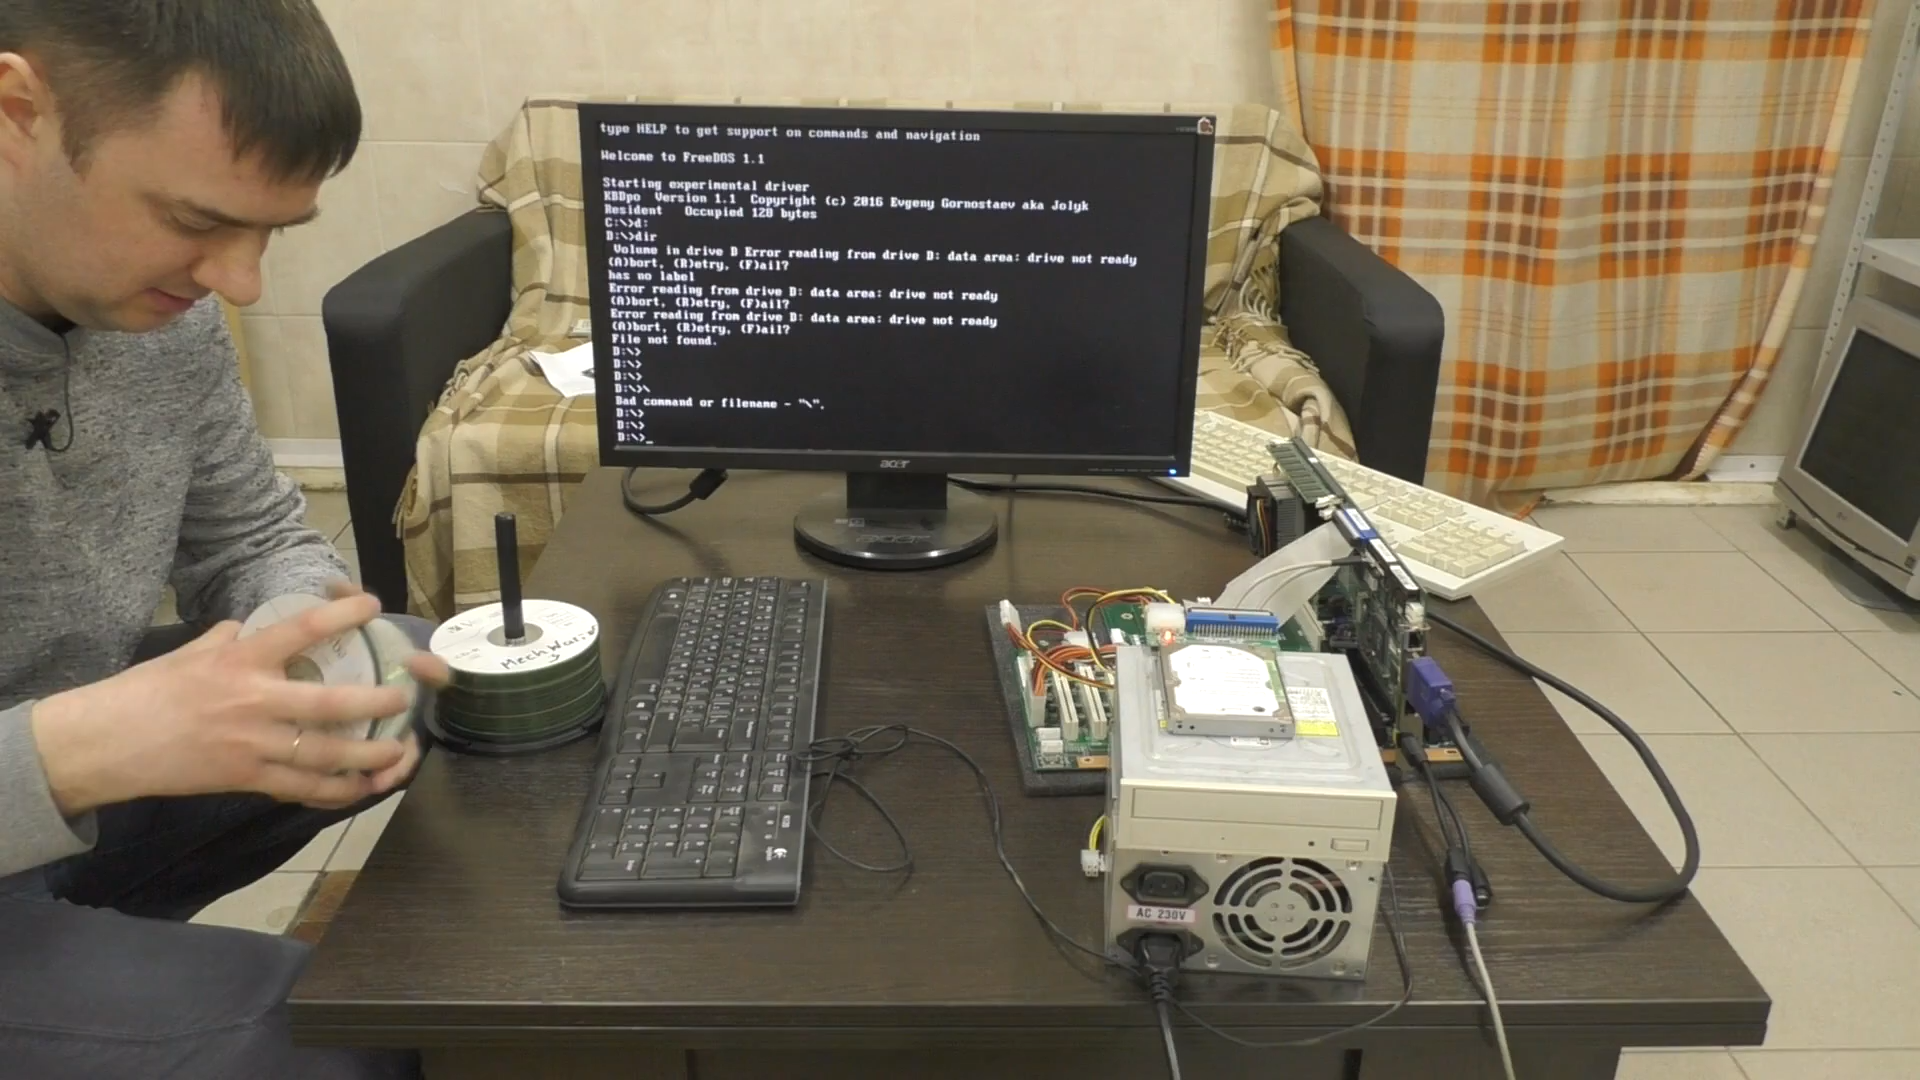 type HELP to get support on commands and navigation
Welcome to FreeDOS 1.1
Starting experimental driver
KBDpo Version 1.1 Copyright (c) 2016 Evgeny Gornostaev aka Jolyk
Resident Occupied 128 bytes
C:\>d:
D:\>dir
Volume in drive D Error reading from drive D: data area: drive not ready
(A)bort, (R)etry, (F)ail?
has no label
Error reading from drive D: data area: drive not ready
(A)bort, (R)etry, (F)ail?
Error reading from drive D: data area: drive not ready
(A)bort, (R)etry, (F)ail?
File not found.
D:\>
D:\>
D:\>
D:\>\
Bad command or filename - "\".
D:\>
D:\>
D:\>_
acer
acer
AC 230V